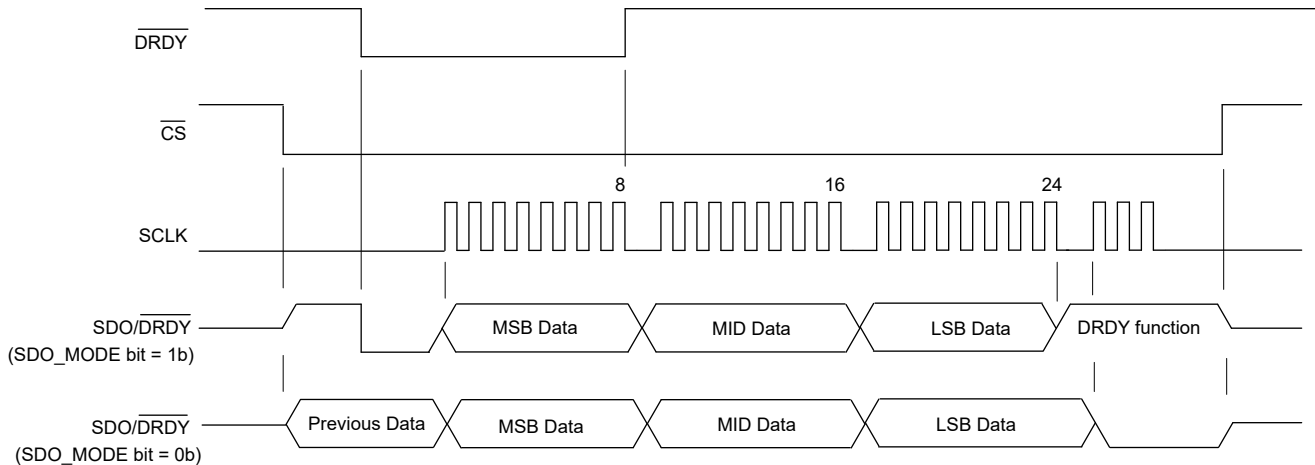 DRDY
CS
8 16 24
SCLK
SDO/DRDY
(SDO_MODE bit = 1b)
MSB Data MID Data LSB Data DRDY function
SDO/DRDY
(SDO_MODE bit = 0b)
Previous Data MSB Data MID Data LSB Data